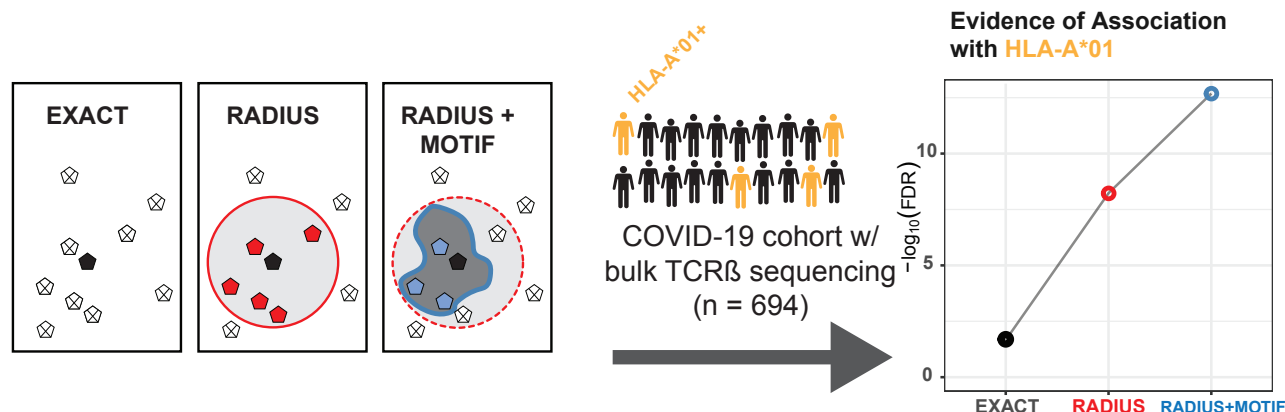 EXACT
RADIUS
RADIUS +
MOTIF
HLA-A*01+
COVID-19 cohort w/
bulk TCRß sequencing
(n = 694)
Evidence of Association
with HLA-A*01
-log10(FDR)
10
5
0
EXACT
RADIUS
RADIUS+MOTIF